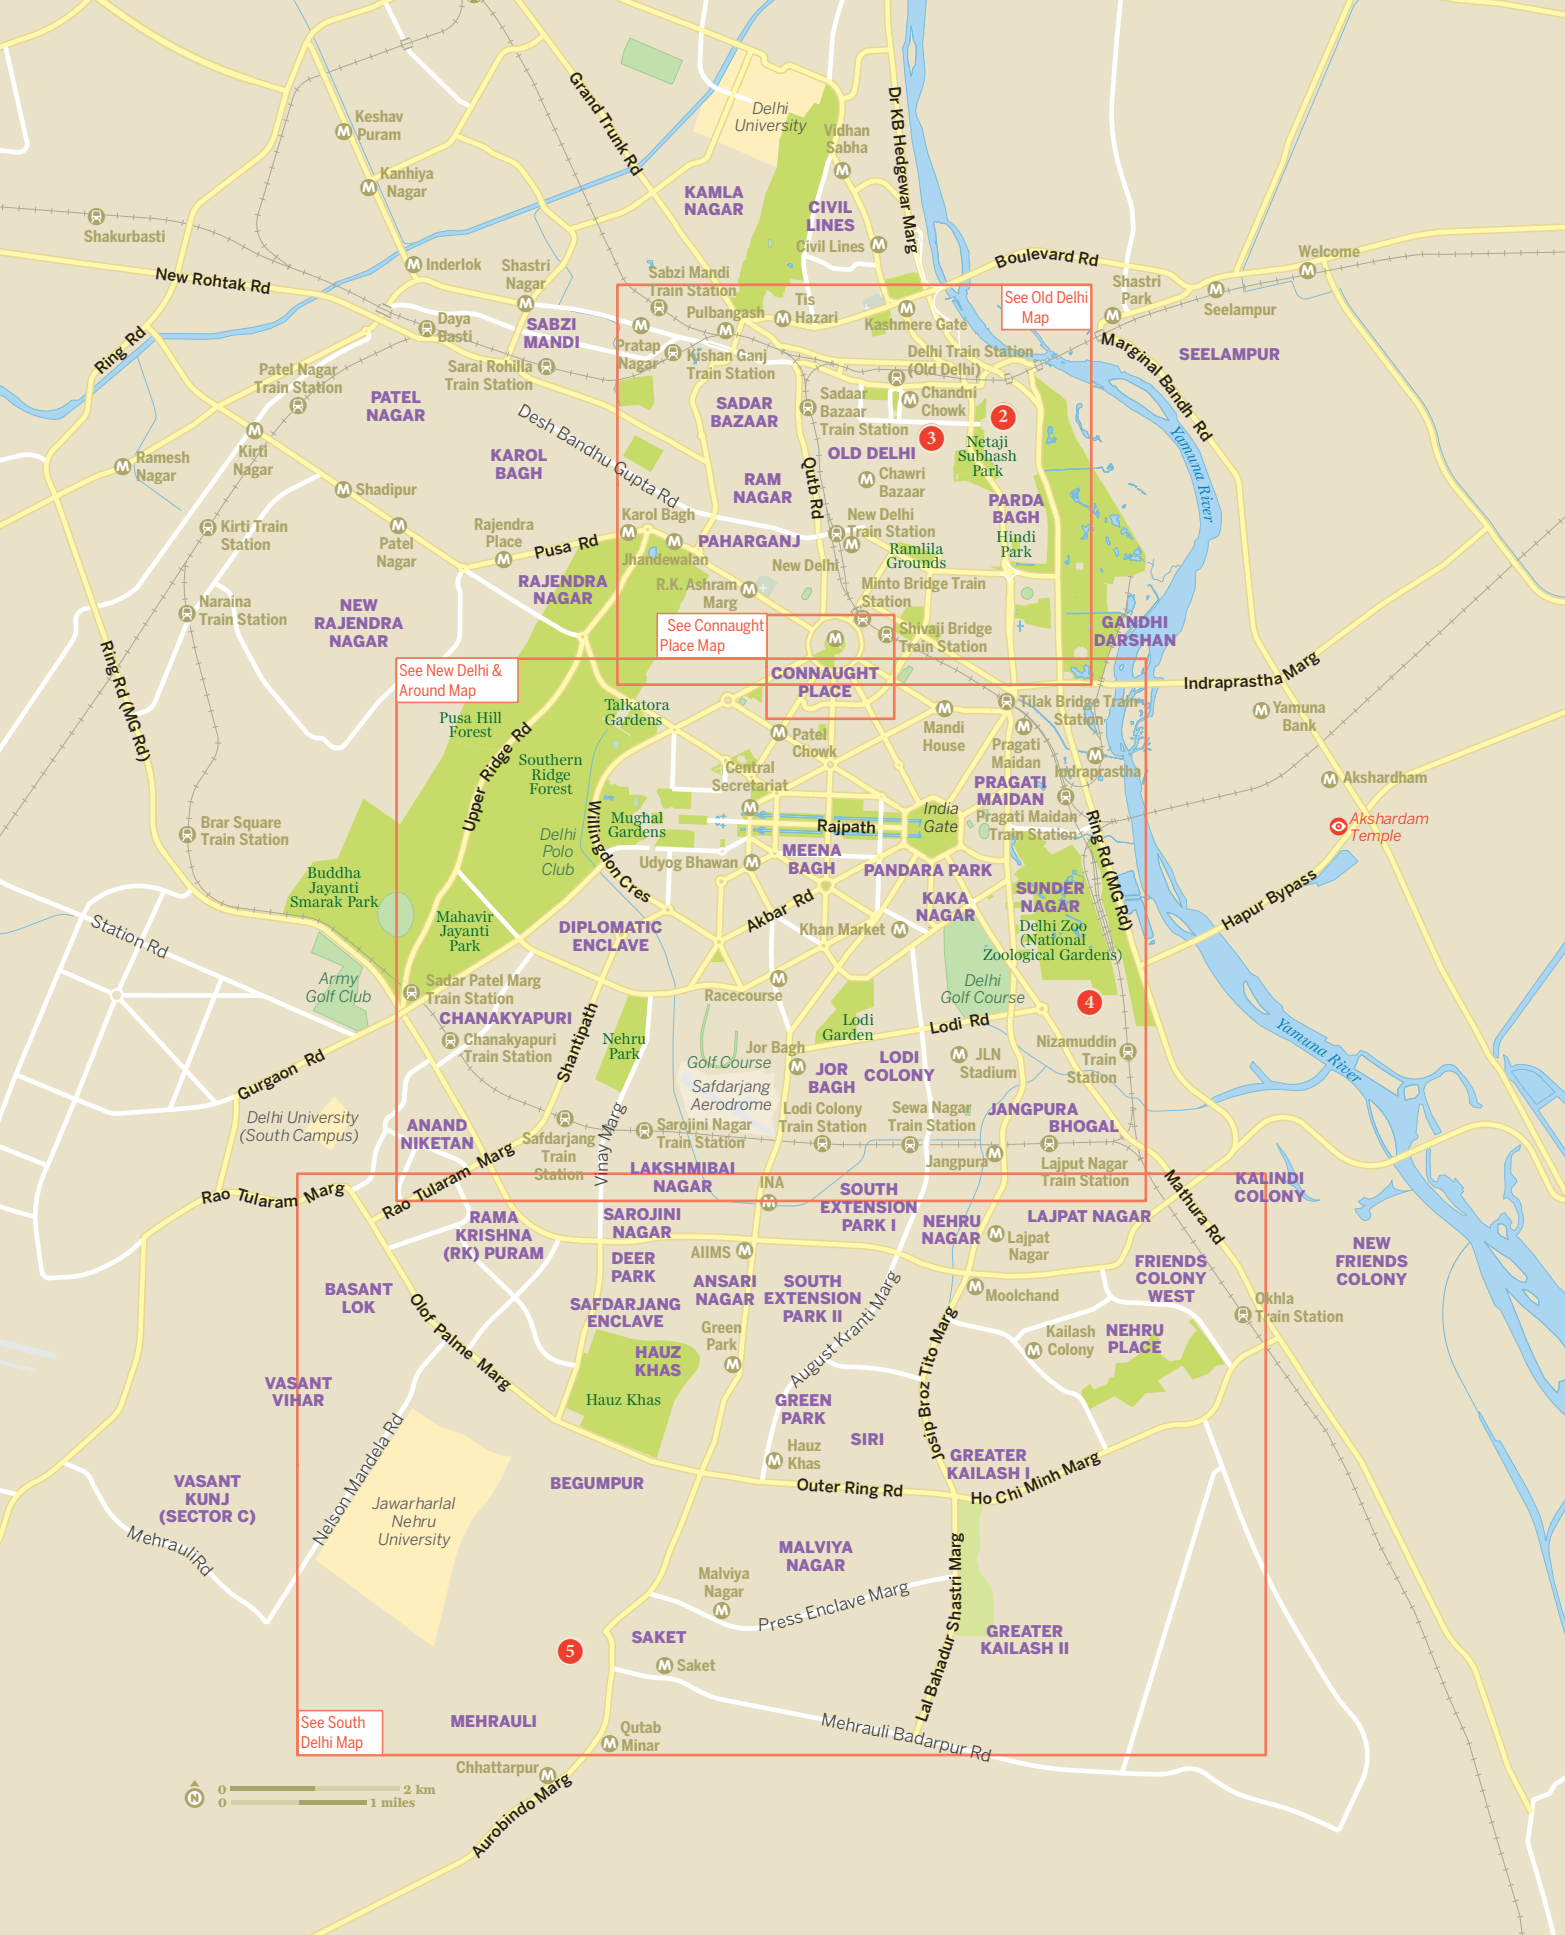 Delhi
University
Grand Trunk Rd
Dr KB Hedgewar Marg
Keshav
Puram
Vidhan
Sabha
Kanhiya
Nagar
KAMLA
NAGAR
CIVIL
LINES
Shakurbasti
Civil Lines
Boulevard Rd
Welcome
New Rohtak Rd
Inderlok
Shastri
Nagar
Sabzi Mandi
Train Station
Shastri
Park
Seelampur
See Old Delhi
Map
Tis
Hazari
Pulbangash
Kashmere Gate
Ring Rd
Daya
Basti
SABZI
MANDI
Pratap
Nagar
Kishan Ganj
Train Station
Delhi Train Station
(Old Delhi)
Marginal Bandh Rd
SEELAMPUR
Patel Nagar
Train Station
Sarai Rohilla
Train Station
PATEL
NAGAR
SADAR
BAZAAR
Sadaar
Bazaar
Train Station
Chandni
Chowk
2
3
Desh Bandhu Gupta Rd
Netaji
Subhash
Park
Yamuna River
Kirti
Nagar
Ramesh
Nagar
KAROL
BAGH
OLD DELHI
Chawri
Bazaar
Shadipur
RAM
NAGAR
Qutb Rd
PARDA
BAGH
Kirti Train
Station
Patel
Nagar
Rajendra
Place
Pusa Rd
Karol Bagh
Jhandewalan
PAHARGANJ
New Delhi
Train Station
New Delhi
Ramlila
Grounds
Hindi
Park
RAJENDRA
NAGAR
R.K. Ashram
Marg
Minto Bridge Train
Station
Naraina
Train Station
NEW
RAJENDRA
NAGAR
See Connaught
Place Map
Shivaji Bridge
Train Station
GANDHI
DARSHAN
Ring Rd (MG Rd)
See New Delhi &
Around Map
CONNAUGHT
PLACE
Indraprastha Marg
Pusa Hill
Forest
Talkatora
Gardens
Tilak Bridge Train
Station
Yamuna
Bank
Upper Ridge Rd
Southern
Ridge
Forest
Patel
Chowk
Mandi
House
Pragati
Maidan
Indraprastha
Central
Secretariat
PRAGATI
MAIDAN
Akshardham
Brar Square
Train Station
Willingdon Cres
Mughal
Gardens
Rajpath
India
Gate
Pragati Maidan
Train Station
Ring Rd (MG Rd)
Akshardam
Temple
Delhi
Polo
Club
Udyog Bhawan
MEENA
BAGH
PANDARA PARK
Buddha
Jayanti
Smarak Park
KAKA
NAGAR
SUNDER
NAGAR
Hapur Bypass
Mahavir
Jayanti
Park
Akbar Rd
Station Rd
DIPLOMATIC
ENCLAVE
Khan Market
Delhi Zoo
(National
Zoological Gardens)
Army
Golf Club
Sadar Patel Marg
Train Station
Racecourse
Delhi
Golf Course
4
CHANAKYAPURI
Chanakyapuri
Train Station
Shantipath
Nehru
Park
Lodi
Garden
Lodi Rd
Yamuna River
Gurgaon Rd
Golf Course
Jor Bagh
JOR
BAGH
LODI
COLONY
JLN
Stadium
Nizamuddin
Train
Station
Safdarjang
Aerodrome
Delhi University
(South Campus)
ANAND
NIKETAN
Safdarjang
Train
Station
Vinay Marg
Sarojini Nagar
Train Station
Lodi Colony
Train Station
Sewa Nagar
Train Station
JANGPURA
BHOGAL
Jangpura
Lajput Nagar
Train Station
Rao Tularam Marg
Rao Tularam Marg
LAKSHMIBAI
NAGAR
INA
SOUTH
EXTENSION
PARK I
Mathura Rd
KALINDI
COLONY
RAMA
KRISHNA
(RK) PURAM
SAROJINI
NAGAR
NEHRU
NAGAR
LAJPAT NAGAR
Lajpat
Nagar
AIIMS
DEER
PARK
NEW
FRIENDS
COLONY
BASANT
LOK
Olof Palme Marg
SAFDARJANG
ENCLAVE
ANSARI
NAGAR
SOUTH
EXTENSION
PARK II
August Kranti Marg
Moolchand
FRIENDS
COLONY
WEST
Okhla
Train Station
Green
Park
Kailash
Colony
NEHRU
PLACE
HAUZ
KHAS
Josip Broz Tito Marg
VASANT
VIHAR
Hauz Khas
GREEN
PARK
Nelson Mandela Rd
Hauz
Khas
SIRI
GREATER
KAILASH I
Ho Chi Minh Marg
VASANT
KUNJ
(SECTOR C)
BEGUMPUR
Outer Ring Rd
Jawarharlal
Nehru
University
Mehrauli Rd
MALVIYA
NAGAR
Malviya
Nagar
Press Enclave Marg
Lal Bahadur Shastri Marg
5
SAKET
Saket
GREATER
KAILASH II
See South
Delhi Map
MEHRAULI
Qutab
Minar
Mehrauli Badarpur Rd
Chhattarpur
Aurobindo Marg
N
0 2 km
0 1 miles